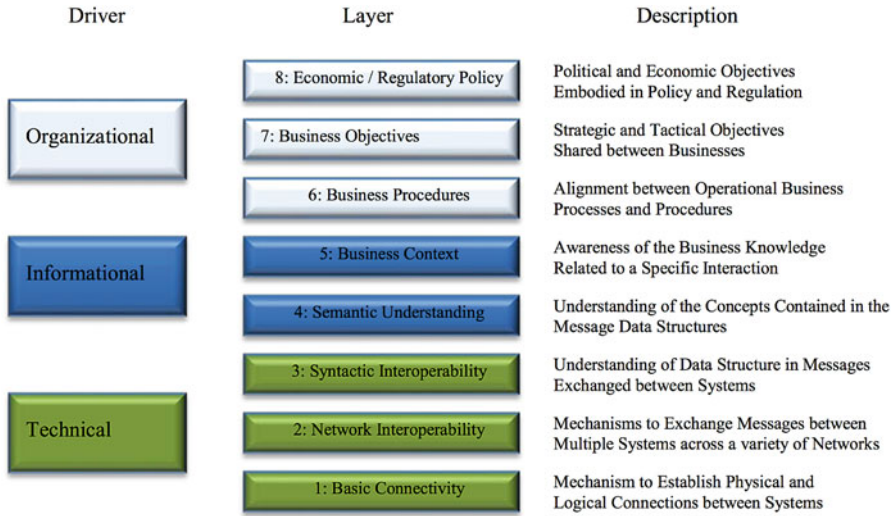 Driver Layer Description
8: Economic / Regulatory Policy
Political and Economic Objectives
Embodied in Policy and Regulation
Organizational
7: Business Objectives
Strategic and Tactical Objectives
Shared between Businesses
6: Business Procedures
Alignment between Operational Business
Processes and Procedures
Informational
5: Business Context
Awareness of the Business Knowledge
Related to a Specific Interaction
4: Semantic Understanding
Understanding of the Concepts Contained in the
Message Data Structures
3: Syntactic Interoperability
Understanding of Data Structure in Messages
Exchanged between Systems
Technical
2: Network Interoperability
Mechanisms to Exchange Messages between
Multiple Systems across a variety of Networks
1: Basic Connectivity
Mechanism to Establish Physical and
Logical Connections between Systems